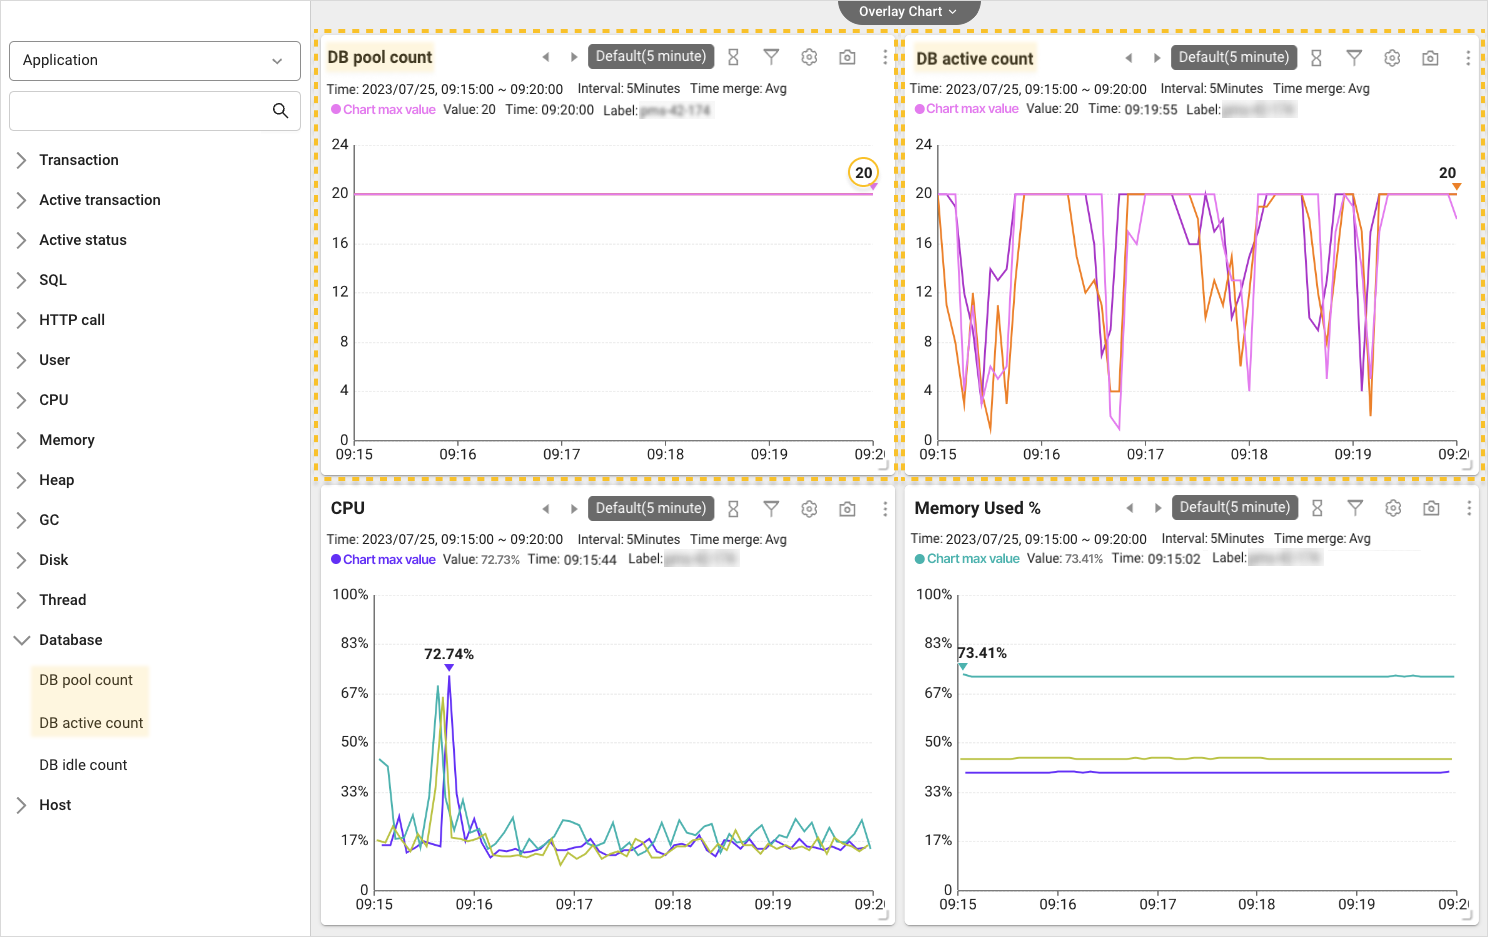 Overlay Chart
Application
Transaction
Active transaction
Active status
SQL
HTTP call
User
CPU
Memory
Heap
GC
Disk
Thread
Database
DB pool count
DB active count
DB idle count
Host
DB pool count
Default(5 minute)
Time: 2023/07/25, 09:15:00 ~ 09:20:00 Interval: 5Minutes Time merge: Avg
Chart max value Value: 20 Time: 09:20:00 Label:
24
20
16
12
8
4
0
20
09:15 09:16 09:17 09:18 09:19 09:2
DB active count
Default(5 minute)
Time: 2023/07/25, 09:15:00 ~ 09:20:00 Interval: 5Minutes Time merge: Avg
Chart max value Value: 20 Time: 09:19:55 Label:
24
20
16
12
8
4
0
20
09:15 09:16 09:17 09:18 09:19 09:2
CPU
Default(5 minute)
Time: 2023/07/25, 09:15:00 ~ 09:20:00 Interval: 5Minutes Time merge: Avg
Chart max value Value: 72.73% Time: 09:15:44 Label:
100%
83%
67%
50%
33%
17%
0
72.74%
09:15 09:16 09:17 09:18 09:19 09:2
Memory Used %
Default(5 minute)
Time: 2023/07/25, 09:15:00 ~ 09:20:00 Interval: 5Minutes Time merge: Avg
Chart max value Value: 73.41% Time: 09:15:02 Label:
100%
83%
67%
50%
33%
17%
0
73.41%
09:15 09:16 09:17 09:18 09:19 09:2